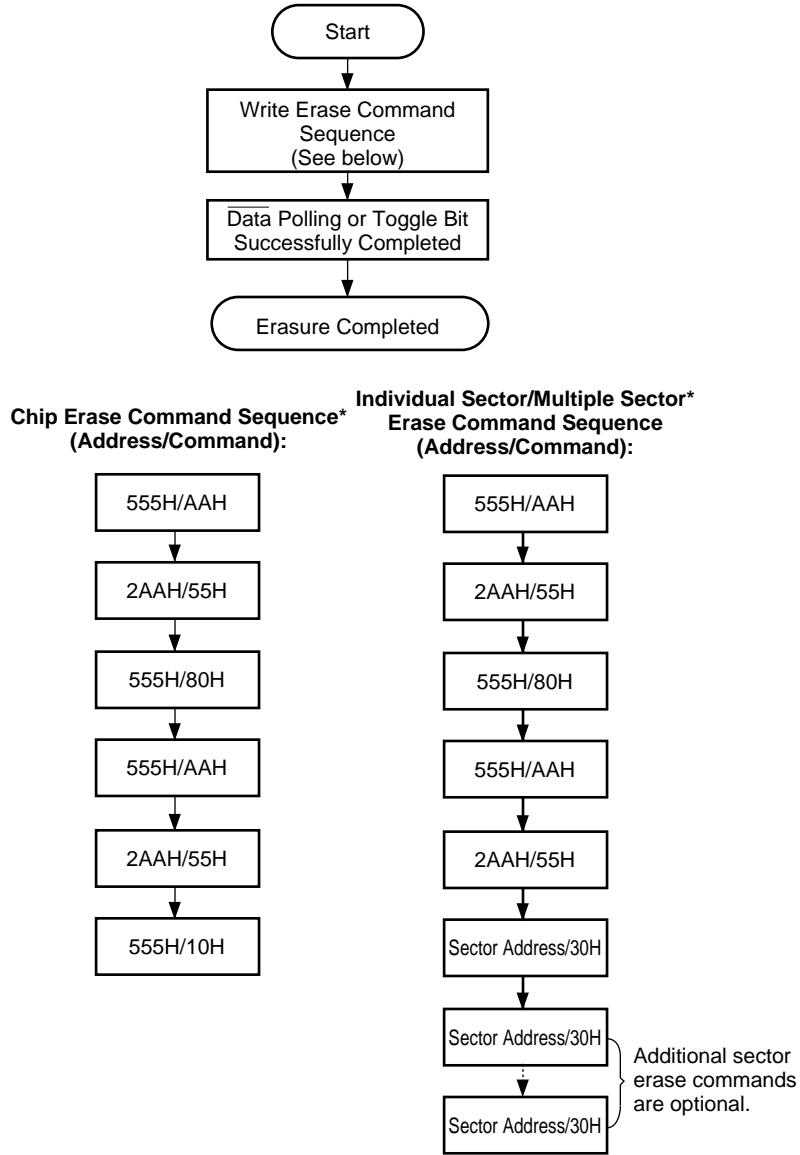 Start
Write Erase Command
Sequence
(See below)
Data Polling or Toggle Bit
Successfully Completed
Erasure Completed
Chip Erase Command Sequence*
(Address/Command):
555H/AAH
2AAH/55H
555H/80H
555H/AAH
2AAH/55H
555H/10H
Individual Sector/Multiple Sector*
Erase Command Sequence
(Address/Command):
555H/AAH
2AAH/55H
555H/80H
555H/AAH
2AAH/55H
Sector Address/30H
Sector Address/30H
Sector Address/30H
Additional sector
erase commands
are optional.